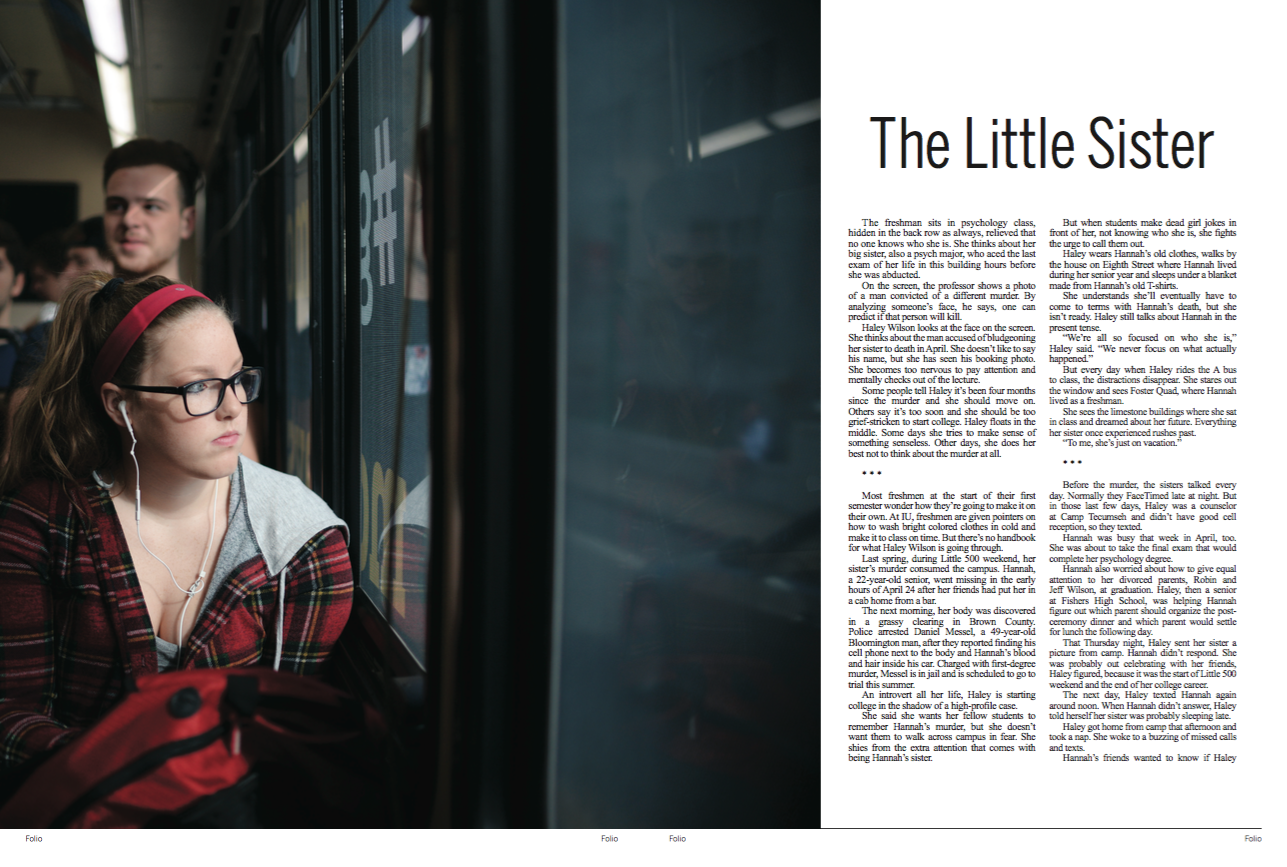 #
The Little Sister
The freshman sits in psychology class,
hidden in the back row as always, relieved that
no one knows who she is. She thinks about her
big sister, also a psych major, who aced the last
exam of her life in this building hours before
she was abducted.
On the screen, the professor shows a photo
of a man convicted of a different murder. By
analyzing someone's face, he says, one can
predict if that person will kill.
Haley Wilson looks at the face on the screen.
She thinks about the man accused of bludgeoning
her sister to death in April. She doesn't like to say
his name, but she has seen his booking photo.
She becomes too nervous to pay attention and
mentally checks out of the lecture.
Some people tell Haley it's been four months
since the murder and she should move on.
Others say it's too soon and she should be too
grief-stricken to start college. Haley floats in the
middle. Some days she tries to make sense of
something senseless. Other days, she does her
best not to think about the murder at all.
* * *
Most freshmen at the start of their first
semester wonder how they're going to make it on
their own. At IU, freshmen are given pointers on
how to wash bright colored clothes in cold and
make it to class on time. But there's no handbook
for what Haley Wilson is going through.
Last spring, during Little 500 weekend, her
sister's murder consumed the campus. Hannah,
a 22-year-old senior, went missing in the early
hours of April 24 after her friends had put her in
a cab home from a bar.
The next morning, her body was discovered
in a grassy clearing in Brown County.
Police arrested Daniel Messel, a 49-year-old
Bloomington man, after they reported finding his
cell phone next to the body and Hannah's blood
and hair inside his car. Charged with first-degree
murder, Messel is in jail and is scheduled to go to
trial this summer.
An introvert all her life, Haley is starting
college in the shadow of a high-profile case.
She said she wants her fellow students to
remember Hannah's murder, but she doesn't
want them to walk across campus in fear. She
shies from the extra attention that comes with
being Hannah's sister.
But when students make dead girl jokes in
front of her, not knowing who she is, she fights
the urge to call them out.
Haley wears Hannah's old clothes, walks by
the house on Eighth Street where Hannah lived
during her senior year and sleeps under a blanket
made from Hannah's old T-shirts.
She understands she'll eventually have to
come to terms with Hannah's death, but she
isn't ready. Haley still talks about Hannah in the
present tense.
"We're all so focused on who she is,"
Haley said. "We never focus on what actually
happened."
But every day when Haley rides the A bus
to class, the distractions disappear. She stares out
the window and sees Foster Quad, where Hannah
lived as a freshman.
She sees the limestone buildings where she sat
in class and dreamed about her future. Everything
her sister once experienced rushes past.
"To me, she's just on vacation."
* * *
Before the murder, the sisters talked every
day. Normally they FaceTimed late at night. But
in those last few days, Haley was a counselor
at Camp Tecumseh and didn't have good cell
reception, so they texted.
Hannah was busy that week in April, too.
She was about to take the final exam that would
complete her psychology degree.
Hannah also worried about how to give equal
attention to her divorced parents, Robin and
Jeff Wilson, at graduation. Haley, then a senior
at Fishers High School, was helping Hannah
figure out which parent should organize the post-
ceremony dinner and which parent would settle
for lunch the following day.
That Thursday night, Haley sent her sister a
picture from camp. Hannah didn't respond. She
was probably out celebrating with her friends,
Haley figured, because it was the start of Little 500
weekend and the end of her college career.
The next day, Haley texted Hannah again
around noon. When Hannah didn't answer, Haley
told herself her sister was probably sleeping late.
Haley got home from camp that afternoon and
took a nap. She woke to a buzzing of missed calls
and texts.
Hannah's friends wanted to know if Haley
Folio
Folio
Folio
Folio